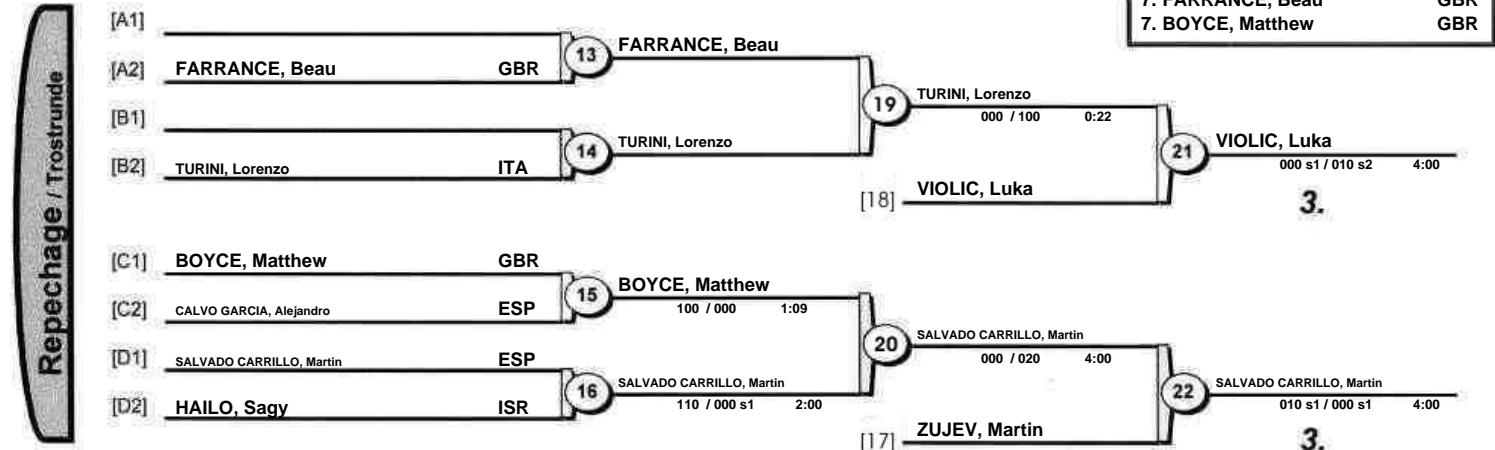 7. FARRANCE, Beau GBR
7. BOYCE, Matthew GBR
Repechage / Trostrunde
[A1]
[A2] FARRANCE, Beau GBR
13 FARRANCE, Beau
[B1]
[B2] TURINI, Lorenzo ITA
14 TURINI, Lorenzo
19 TURINI, Lorenzo
000 / 100 0:22
[18] VIOLIC, Luka
21 VIOLIC, Luka
000 s1 / 010 s2 4:00
3.
[C1] BOYCE, Matthew GBR
[C2] CALVO GARCIA, Alejandro ESP
15 BOYCE, Matthew
100 / 000 1:09
[D1] SALVADO CARRILLO, Martin ESP
[D2] HAILO, Sagy ISR
16 SALVADO CARRILLO, Martin
110 / 000 s1 2:00
20 SALVADO CARRILLO, Martin
000 / 020 4:00
[17] ZUJEV, Martin
22 SALVADO CARRILLO, Martin
010 s1 / 000 s1 4:00
3.